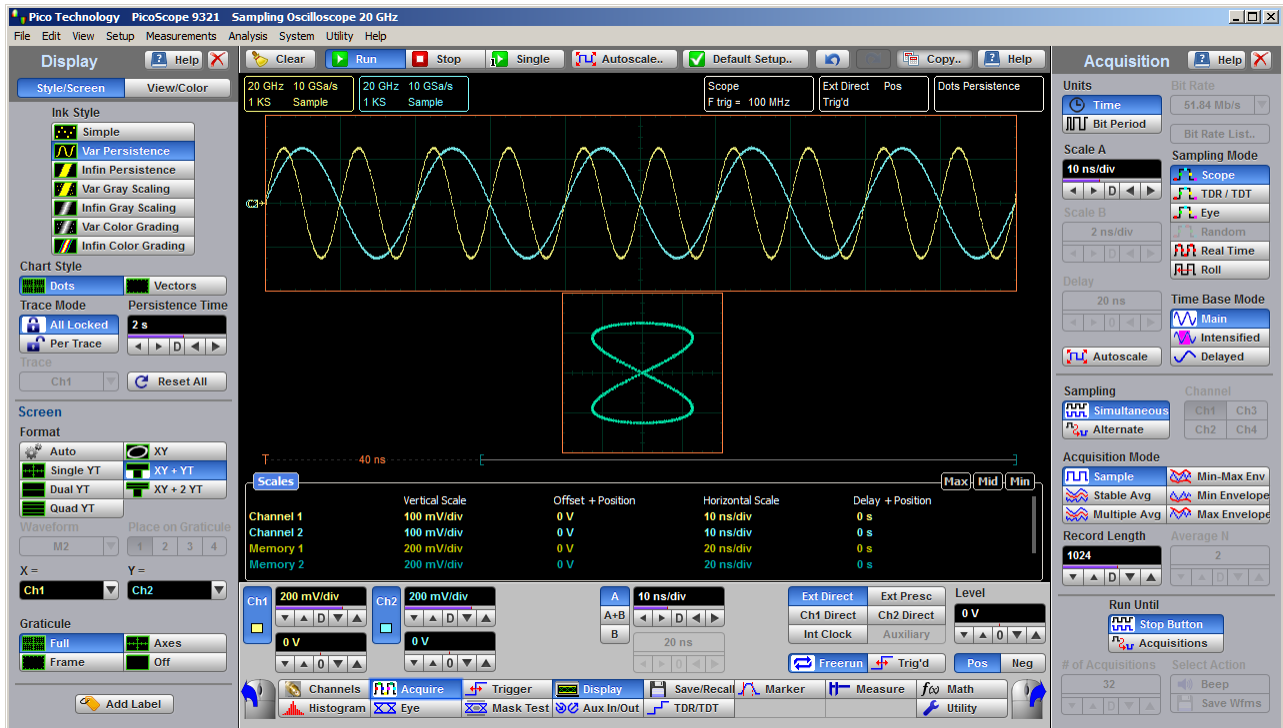 Pico Technology PicoScope 9321 Sampling Oscilloscope 20 GHz
File Edit View Setup Measurements Analysis System Utility Help
Display Help
Style/Screen View/Color
Ink Style
Simple
Var Persistence
Infin Persistence
Var Gray Scaling
Infin Gray Scaling
Var Color Grading
Infin Color Grading
Chart Style
Dots Vectors
Trace Mode Persistence Time
All Locked 2 s
Per Trace D
Trace
Ch1 Reset All
Screen
Format
Auto XY
Single YT XY + YT
Dual YT XY + 2 YT
Quad YT
Waveform Place on Graticule
M2 1 2 3 4
X = Y =
Ch1 Ch2
Graticule
Full Axes
Frame Off
Add Label
Clear Run Stop Single Autoscale.. Default Setup.. Copy.. Help
20 GHz 10 GSa/s
1 KS Sample
20 GHz 10 GSa/s
1 KS Sample
Scope
F trig = 100 MHz
Ext Direct Pos
Trig'd
Dots Persistence
T 40 ns
Scales Max Mid Min
Vertical Scale Offset + Position Horizontal Scale Delay + Position
Channel 1 100 mV/div 0 V 10 ns/div 0 s
Channel 2 100 mV/div 0 V 10 ns/div 0 s
Memory 1 200 mV/div 0 V 20 ns/div 0 s
Memory 2 200 mV/div 0 V 20 ns/div 0 s
Ch1 200 mV/div
D
0 V
0
Ch2 200 mV/div
D
0 V
0
A 10 ns/div
A+B D
B 20 ns
0
Ext Direct Ext Presc
Ch1 Direct Ch2 Direct
Int Clock Auxiliary
Level
0 V
0
Freerun Trig'd Pos Neg
Channels Acquire Trigger Display Save/Recall Marker Measure f(x) Math
Histogram Eye Mask Test Aux In/Out TDR/TDT Utility
Acquisition Help
Units Bit Rate
Time 51.84 Mb/s
Bit Period Bit Rate List..
Scale A
10 ns/div
D
Scale B
2 ns/div
D
Delay
20 ns
0
Autoscale
Sampling Mode
Scope
TDR / TDT
Eye
Random
Real Time
Roll
Time Base Mode
Main
Intensified
Delayed
Sampling Channel
Simultaneous Ch1 Ch3
Alternate Ch2 Ch4
Acquisition Mode
Sample Min-Max Env
Stable Avg Min Envelope
Multiple Avg Max Envelope
Record Length Average N
1024 2
D D
Run Until
Stop Button
Acquisitions
# of Acquisitions Select Action
32 Beep
D Save Wfms